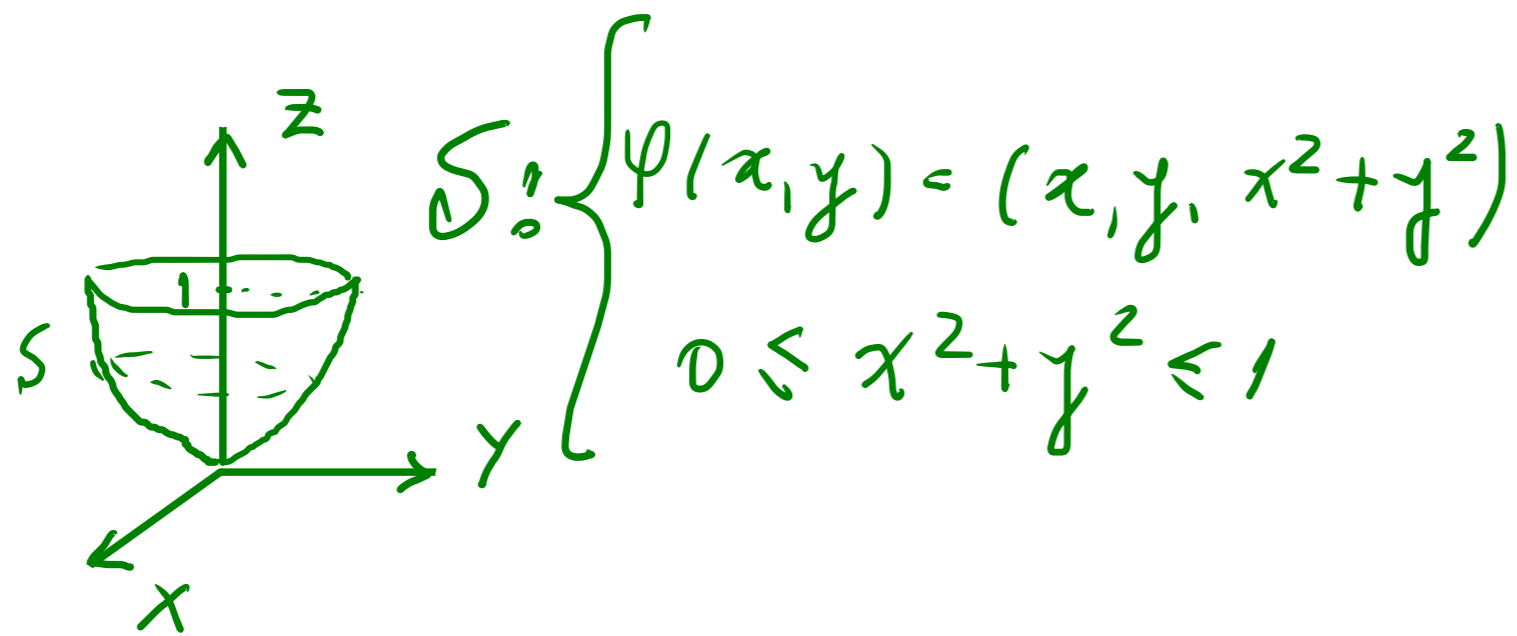 Z
S: { φ(x,y) = (x, y, x² + y²)
1
S
0 ≤ x² + y² ≤ 1
Y
X